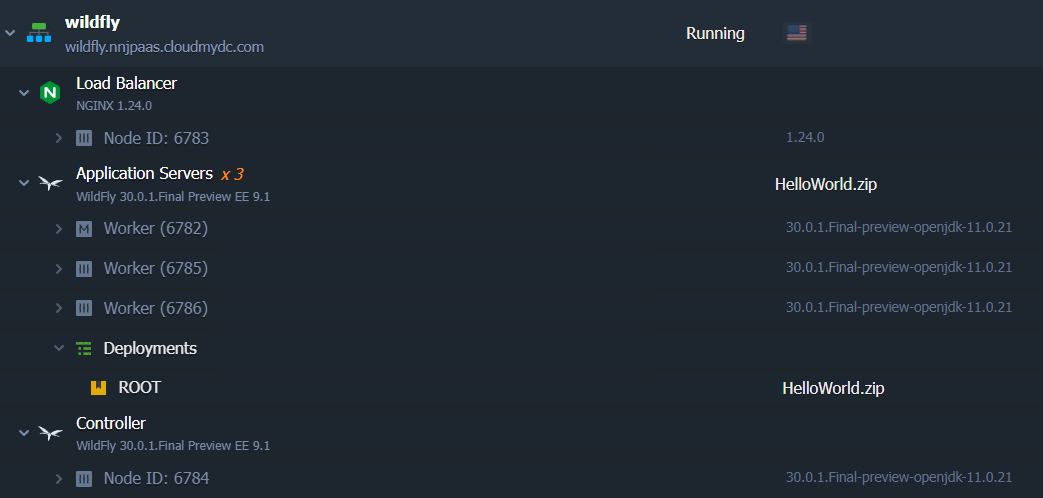 wildfly
wildfly.nnjpaas.cloudmydc.com
Running
Load Balancer
NGINX 1.24.0
Node ID: 6783
1.24.0
Application Servers x 3
WildFly 30.0.1.Final Preview EE 9.1
HelloWorld.zip
M Worker (6782)
30.0.1.Final-preview-openjdk-11.0.21
Worker (6785)
30.0.1.Final-preview-openjdk-11.0.21
Worker (6786)
30.0.1.Final-preview-openjdk-11.0.21
Deployments
ROOT
HelloWorld.zip
Controller
WildFly 30.0.1.Final Preview EE 9.1
Node ID: 6784
30.0.1.Final-preview-openjdk-11.0.21